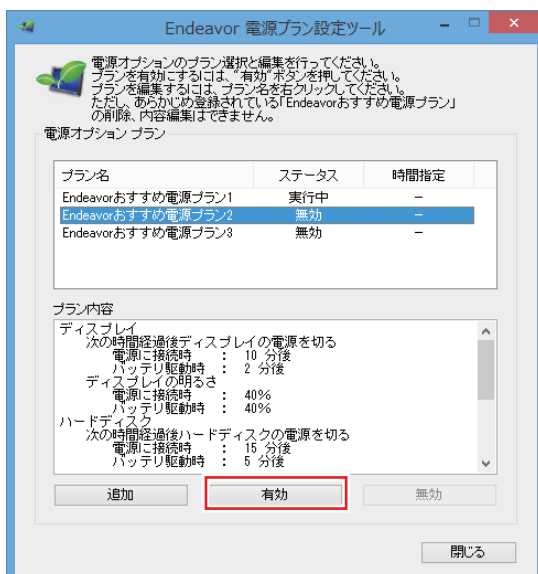 Endeavor 電源プラン設定ツール
電源オプションのプラン選択と編集を行ってください。
プランを有効にするには、"有効"ボタンを押してください。
プランを編集するには、プラン名を右クリックしてください。
ただし、あらかじめ登録されている「Endeavorおすすめ電源プラン」
の削除、内容編集はできません。
電源オプション プラン
プラン名 ステータス 時間指定
Endeavorおすすめ電源プラン1 実行中 −
Endeavorおすすめ電源プラン2 無効 −
Endeavorおすすめ電源プラン3 無効 −
プラン内容
ディスプレイ
次の時間経過後ディスプレイの電源を切る
電源に接続時 : 10 分後
バッテリ駆動時 : 2 分後
ディスプレイの明るさ
電源に接続時 : 40%
バッテリ駆動時 : 40%
ハードディスク
次の時間経過後ハードディスクの電源を切る
電源に接続時 : 15 分後
バッテリ駆動時 : 5 分後
追加 有効 無効
閉じる